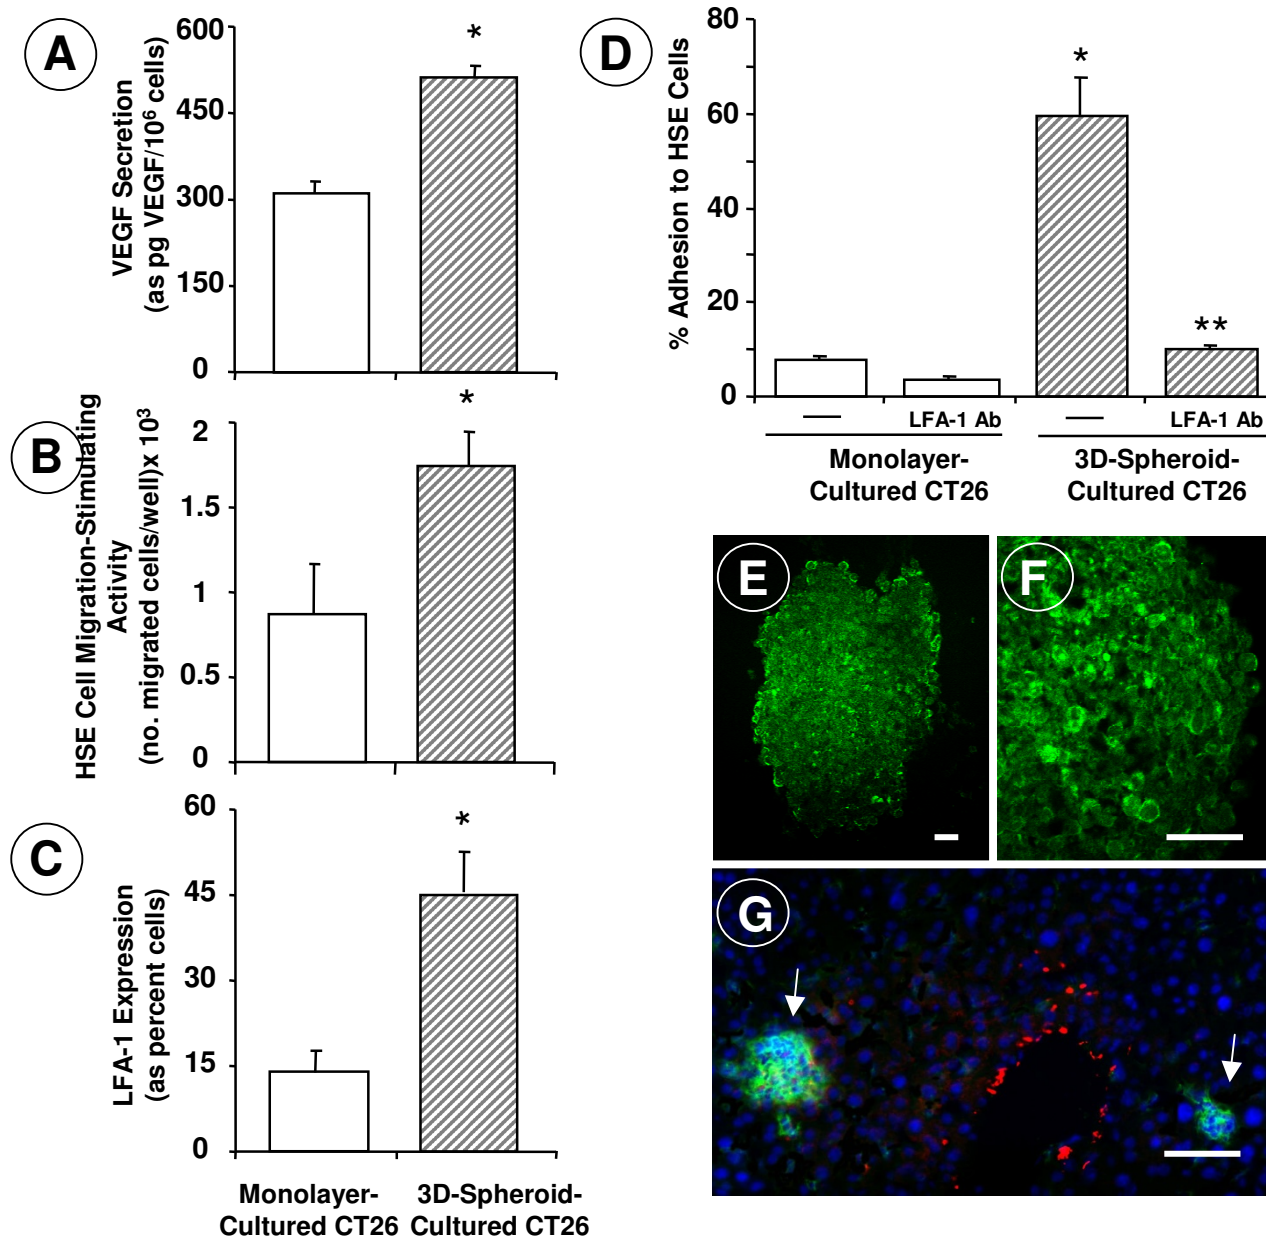 A
VEGF Secretion
(as pg VEGF/10⁶ cells)
600
450
300
150
0
*
B
HSE Cell Migration-Stimulating
Activity
(no. migrated cells/well)x 10³
2
1.5
1
0.5
0
*
C
LFA-1 Expression
(as percent cells)
60
45
30
15
0
*
Monolayer-
Cultured CT26
3D-Spheroid-
Cultured CT26
D
% Adhesion to HSE Cells
80
60
40
20
0
*
**
— LFA-1 Ab — LFA-1 Ab
Monolayer-
Cultured CT26
3D-Spheroid-
Cultured CT26
E
F
G